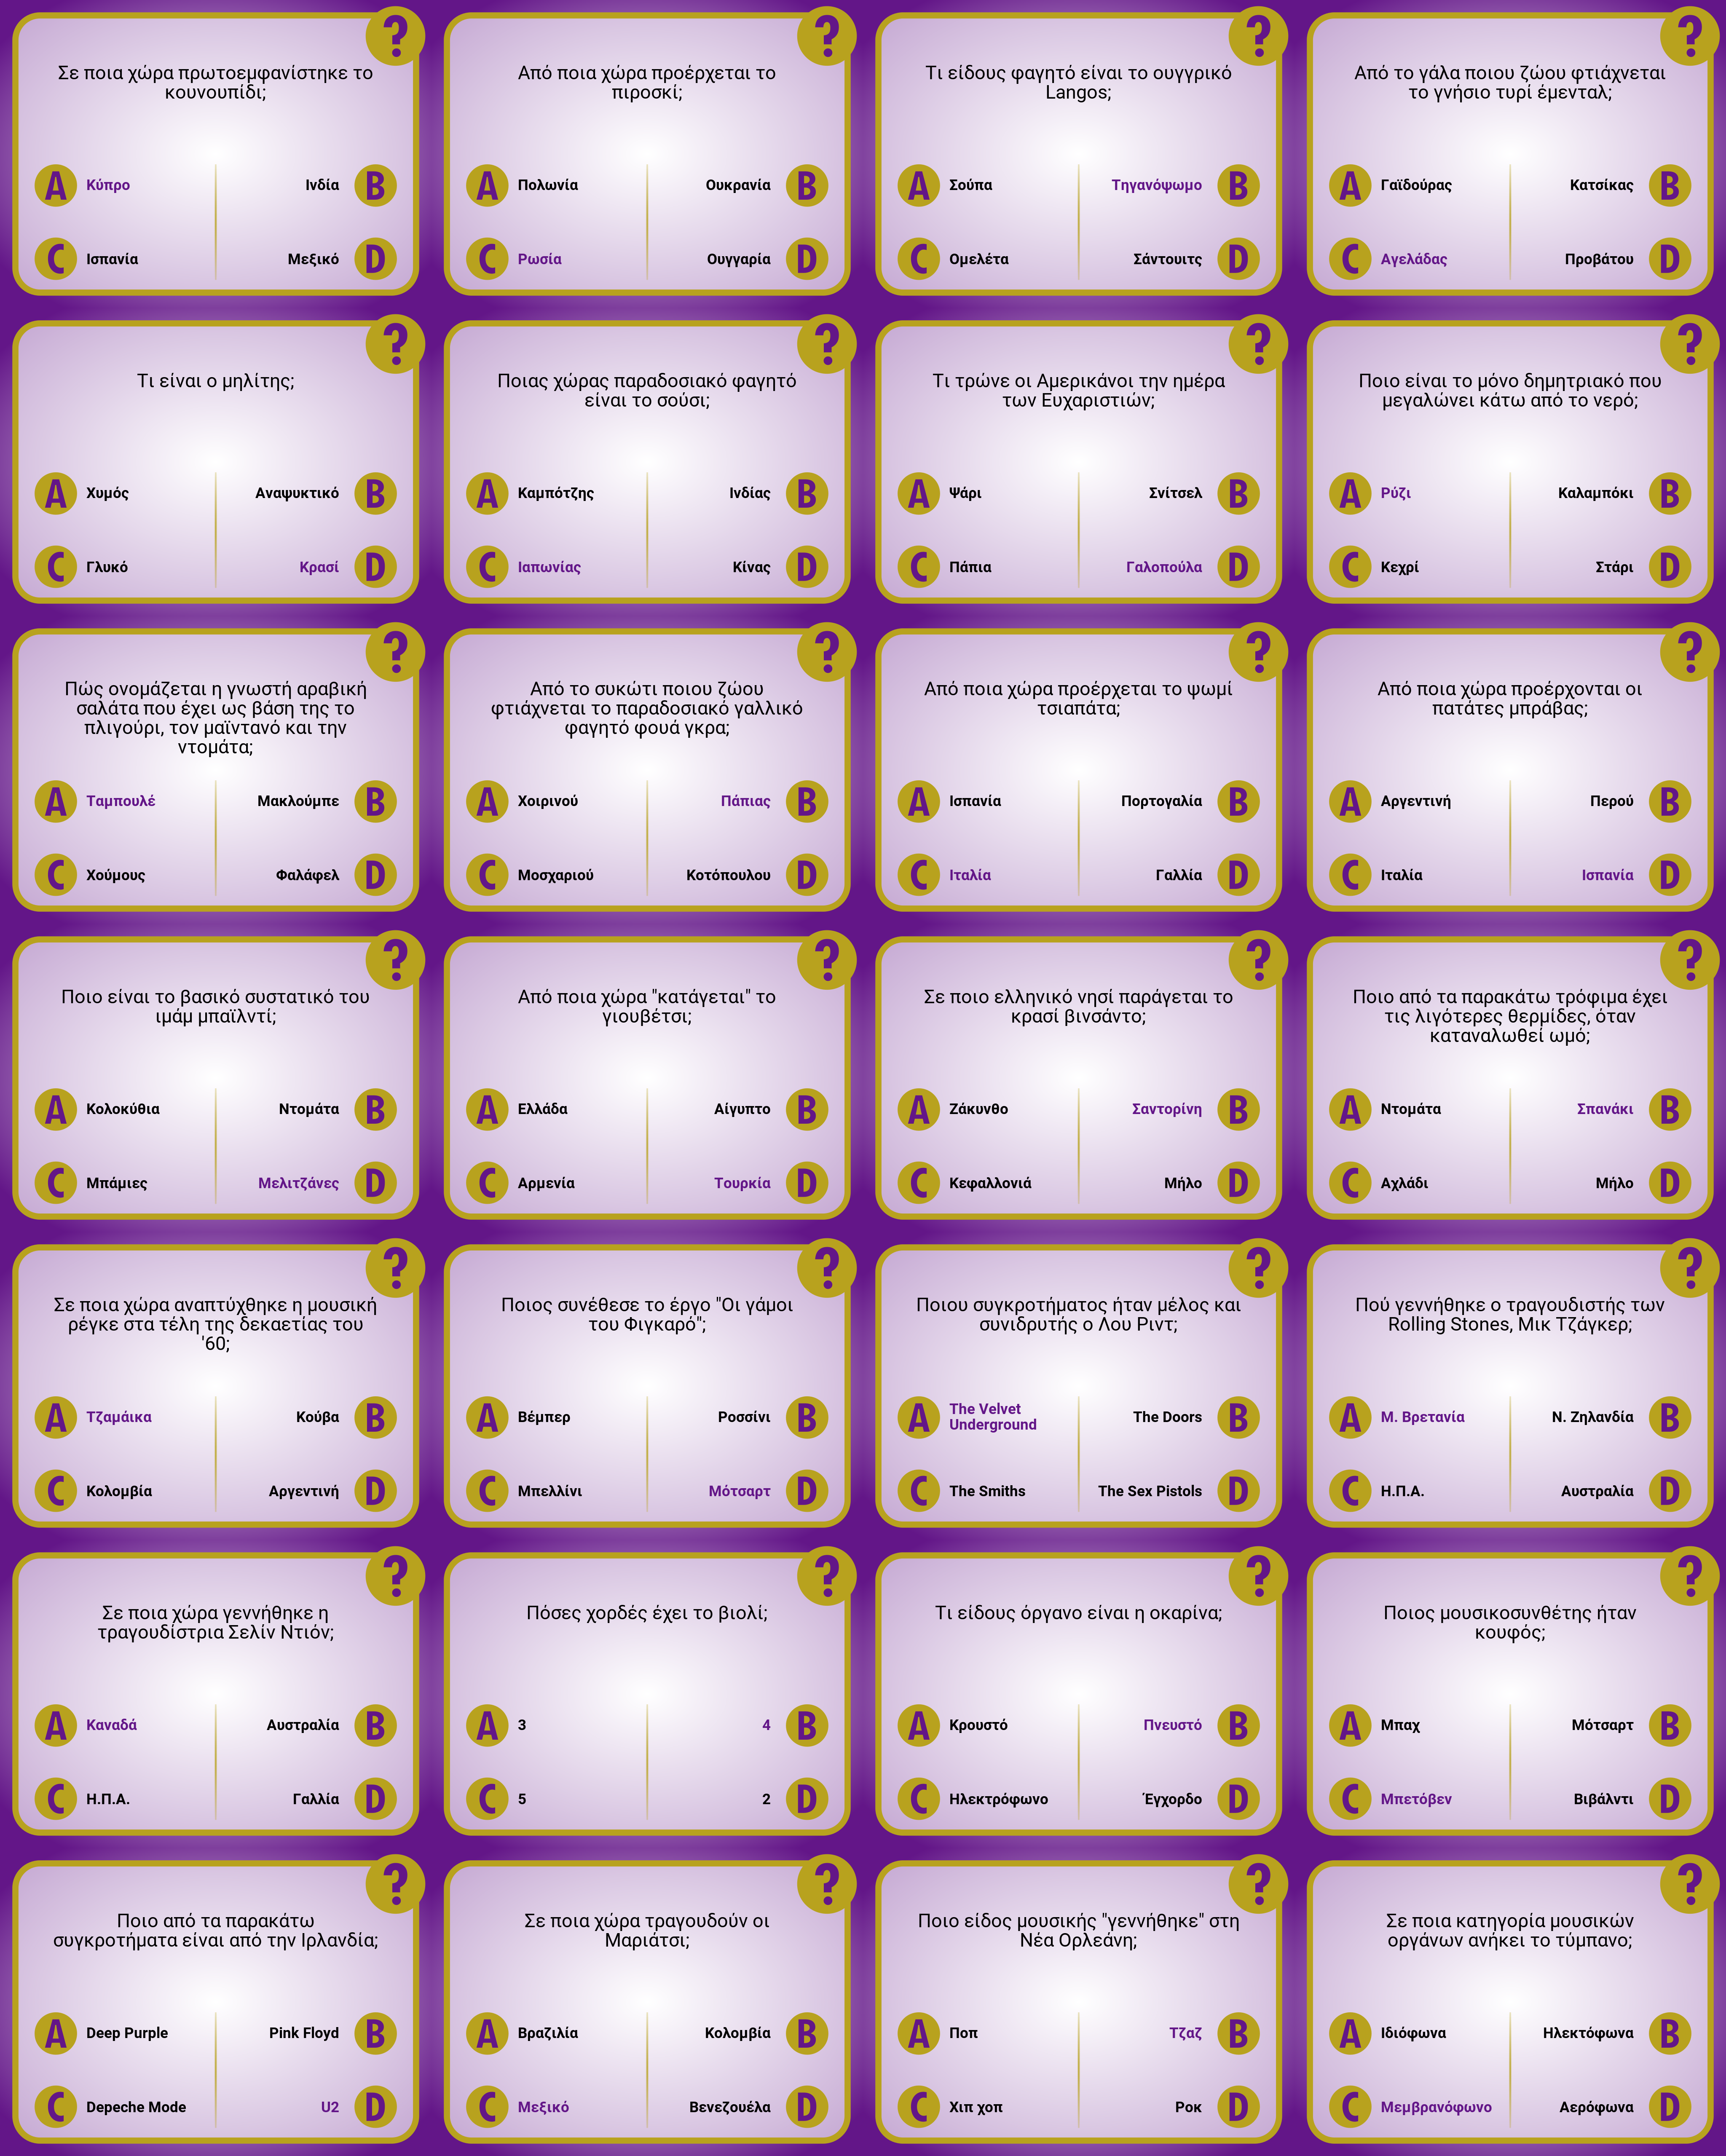 ?
Σε ποια χώρα πρωτοεμφανίστηκε το
κουνουπίδι;
A Κύπρο Ινδία B
C Ισπανία Μεξικό D
?
Από ποια χώρα προέρχεται το
πιροσκί;
A Πολωνία Ουκρανία B
C Ρωσία Ουγγαρία D
?
Τι είδους φαγητό είναι το ουγγρικό
Langos;
A Σούπα Τηγανόψωμο B
C Ομελέτα Σάντουιτς D
?
Από το γάλα ποιου ζώου φτιάχνεται
το γνήσιο τυρί έμενταλ;
A Γαϊδούρας Κατσίκας B
C Αγελάδας Προβάτου D
?
Τι είναι ο μηλίτης;
A Χυμός Αναψυκτικό B
C Γλυκό Κρασί D
?
Ποιας χώρας παραδοσιακό φαγητό
είναι το σούσι;
A Καμπότζης Ινδίας B
C Ιαπωνίας Κίνας D
?
Τι τρώνε οι Αμερικάνοι την ημέρα
των Ευχαριστιών;
A Ψάρι Σνίτσελ B
C Πάπια Γαλοπούλα D
?
Ποιο είναι το μόνο δημητριακό που
μεγαλώνει κάτω από το νερό;
A Ρύζι Καλαμπόκι B
C Κεχρί Στάρι D
?
Πώς ονομάζεται η γνωστή αραβική
σαλάτα που έχει ως βάση της το
πλιγούρι, τον μαϊντανό και την
ντομάτα;
A Ταμπουλέ Μακλούμπε B
C Χούμους Φαλάφελ D
?
Από το συκώτι ποιου ζώου
φτιάχνεται το παραδοσιακό γαλλικό
φαγητό φουά γκρα;
A Χοιρινού Πάπιας B
C Μοσχαριού Κοτόπουλου D
?
Από ποια χώρα προέρχεται το ψωμί
τσιαπάτα;
A Ισπανία Πορτογαλία B
C Ιταλία Γαλλία D
?
Από ποια χώρα προέρχονται οι
πατάτες μπράβας;
A Αργεντινή Περού B
C Ιταλία Ισπανία D
?
Ποιο είναι το βασικό συστατικό του
ιμάμ μπαϊλντί;
A Κολοκύθια Ντομάτα B
C Μπάμιες Μελιτζάνες D
?
Από ποια χώρα "κατάγεται" το
γιουβέτσι;
A Ελλάδα Αίγυπτο B
C Αρμενία Τουρκία D
?
Σε ποιο ελληνικό νησί παράγεται το
κρασί βινσάντο;
A Ζάκυνθο Σαντορίνη B
C Κεφαλλονιά Μήλο D
?
Ποιο από τα παρακάτω τρόφιμα έχει
τις λιγότερες θερμίδες, όταν
καταναλωθεί ωμό;
A Ντομάτα Σπανάκι B
C Αχλάδι Μήλο D
?
Σε ποια χώρα αναπτύχθηκε η μουσική
ρέγκε στα τέλη της δεκαετίας του
'60;
A Τζαμάικα Κούβα B
C Κολομβία Αργεντινή D
?
Ποιος συνέθεσε το έργο "Οι γάμοι
του Φιγκαρό";
A Βέμπερ Ροσσίνι B
C Μπελλίνι Μότσαρτ D
?
Ποιου συγκροτήματος ήταν μέλος και
συνιδρυτής ο Λου Ριντ;
A The Velvet
Underground The Doors B
C The Smiths The Sex Pistols D
?
Πού γεννήθηκε ο τραγουδιστής των
Rolling Stones, Μικ Τζάγκερ;
A Μ. Βρετανία Ν. Ζηλανδία B
C Η.Π.Α. Αυστραλία D
?
Σε ποια χώρα γεννήθηκε η
τραγουδίστρια Σελίν Ντιόν;
A Καναδά Αυστραλία B
C Η.Π.Α. Γαλλία D
?
Πόσες χορδές έχει το βιολί;
A 3 4 B
C 5 2 D
?
Τι είδους όργανο είναι η οκαρίνα;
A Κρουστό Πνευστό B
C Ηλεκτρόφωνο Έγχορδο D
?
Ποιος μουσικοσυνθέτης ήταν
κουφός;
A Μπαχ Μότσαρτ B
C Μπετόβεν Βιβάλντι D
?
Ποιο από τα παρακάτω
συγκροτήματα είναι από την Ιρλανδία;
A Deep Purple Pink Floyd B
C Depeche Mode U2 D
?
Σε ποια χώρα τραγουδούν οι
Μαριάτσι;
A Βραζιλία Κολομβία B
C Μεξικό Βενεζουέλα D
?
Ποιο είδος μουσικής "γεννήθηκε" στη
Νέα Ορλεάνη;
A Ποπ Τζαζ B
C Χιπ χοπ Ροκ D
?
Σε ποια κατηγορία μουσικών
οργάνων ανήκει το τύμπανο;
A Ιδιόφωνα Ηλεκτόφωνα B
C Μεμβρανόφωνο Αερόφωνα D